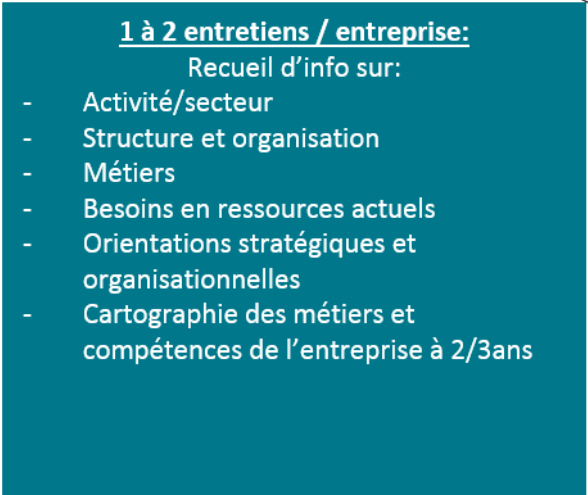 1 à 2 entretiens / entreprise:
Recueil d’info sur:
- Activité/secteur
- Structure et organisation
- Métiers
- Besoins en ressources actuels
- Orientations stratégiques et
organisationnelles
- Cartographie des métiers et
compétences de l’entreprise à 2/3ans